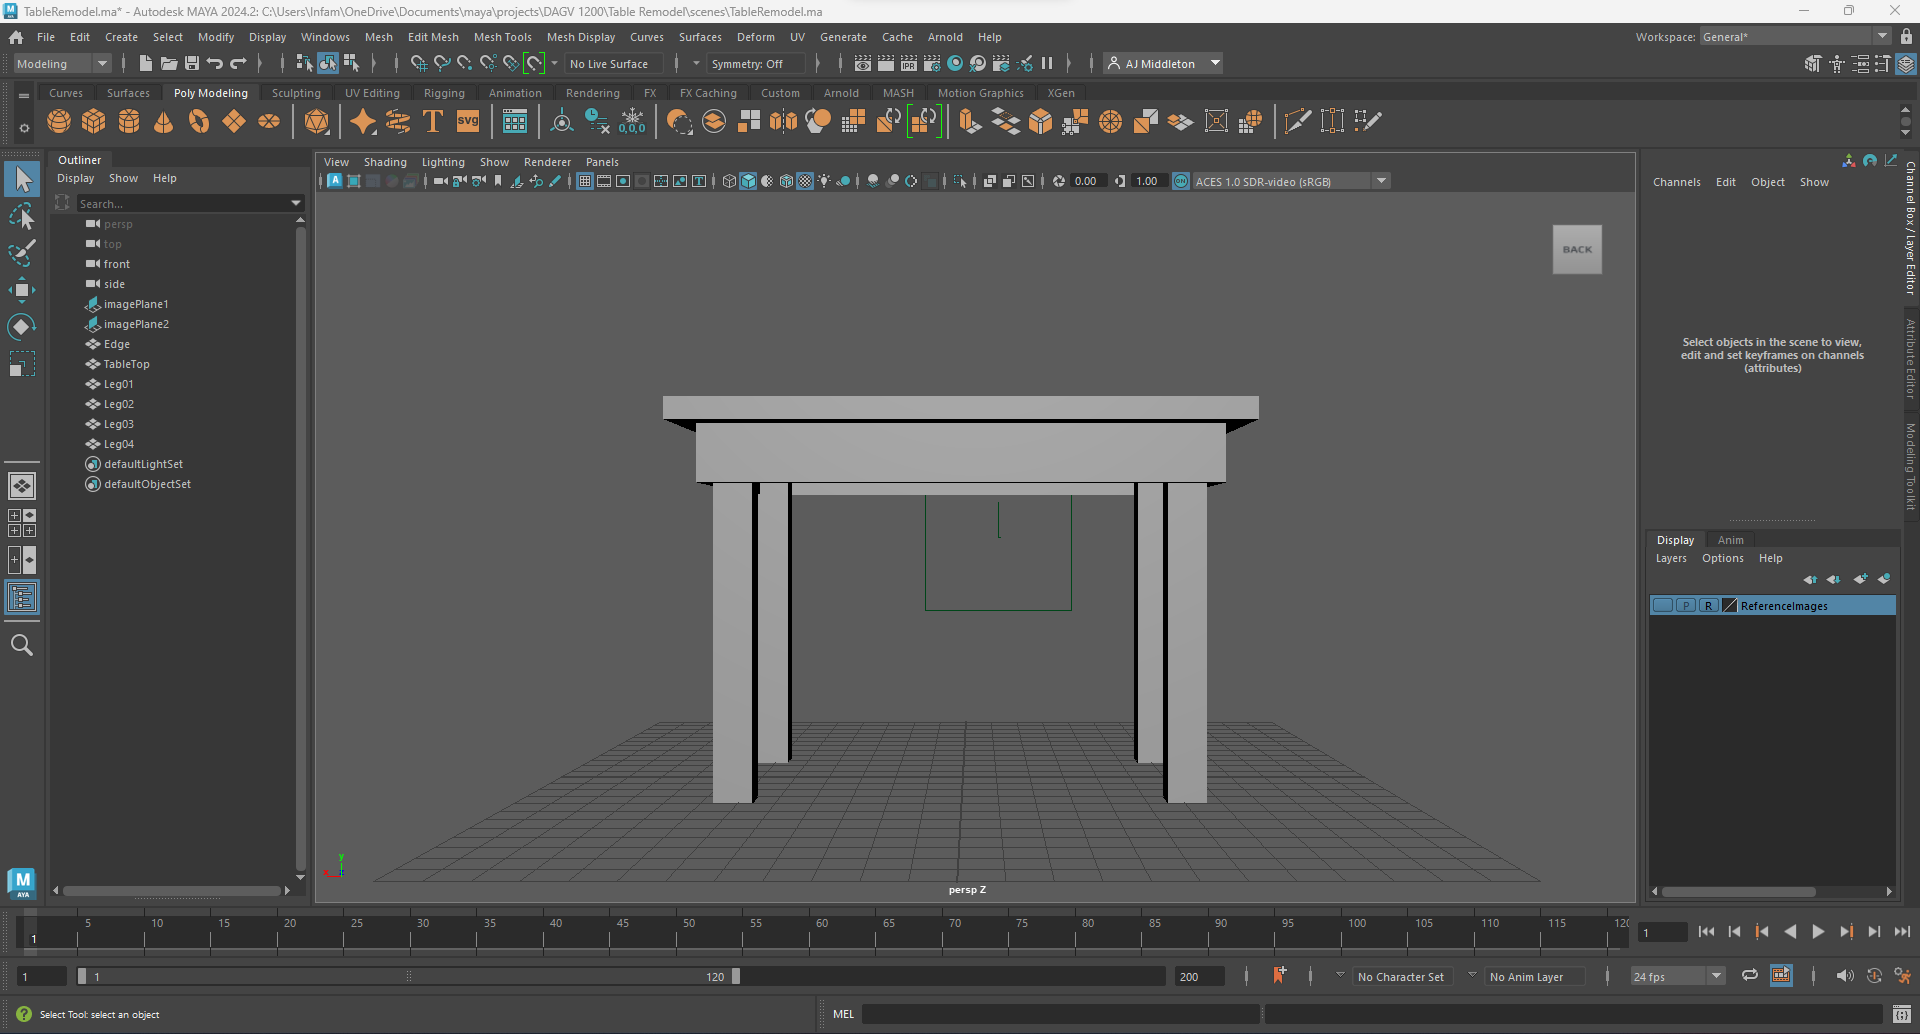 TableRemodel.ma* - Autodesk MAYA 2024.2: C:\Users\Infam\OneDrive\Documents\maya\projects\DAGV 1200\Table Remodel\scenes\TableRemodel.ma
File Edit Create Select Modify Display Windows Mesh Edit Mesh Mesh Tools Mesh Display Curves Surfaces Deform UV Generate Cache Arnold Help
Workspace: General*
Modeling No Live Surface Symmetry: Off IPR AJ Middleton
Curves Surfaces Poly Modeling Sculpting UV Editing Rigging Animation Rendering FX FX Caching Custom Arnold MASH Motion Graphics XGen
T SVG 0,0,0
Outliner
Display Show Help
Search...
persp
top
front
side
imagePlane1
imagePlane2
Edge
TableTop
Leg01
Leg02
Leg03
Leg04
defaultLightSet
defaultObjectSet
View Shading Lighting Show Renderer Panels
0.00 1.00 ON ACES 1.0 SDR-video (sRGB)
BACK
y
persp Z
Channels Edit Object Show
Select objects in the scene to view,
edit and set keyframes on channels
(attributes)
Channel Box / Layer Editor
Attribute Editor
Modeling Toolkit
Display Anim
Layers Options Help
P R ReferenceImages
M
AYA
1 5 10 15 20 25 30 35 40 45 50 55 60 65 70 75 80 85 90 95 100 105 110 115 120
1
1 1 120 200 No Character Set No Anim Layer 24 fps
Select Tool: select an object
MEL